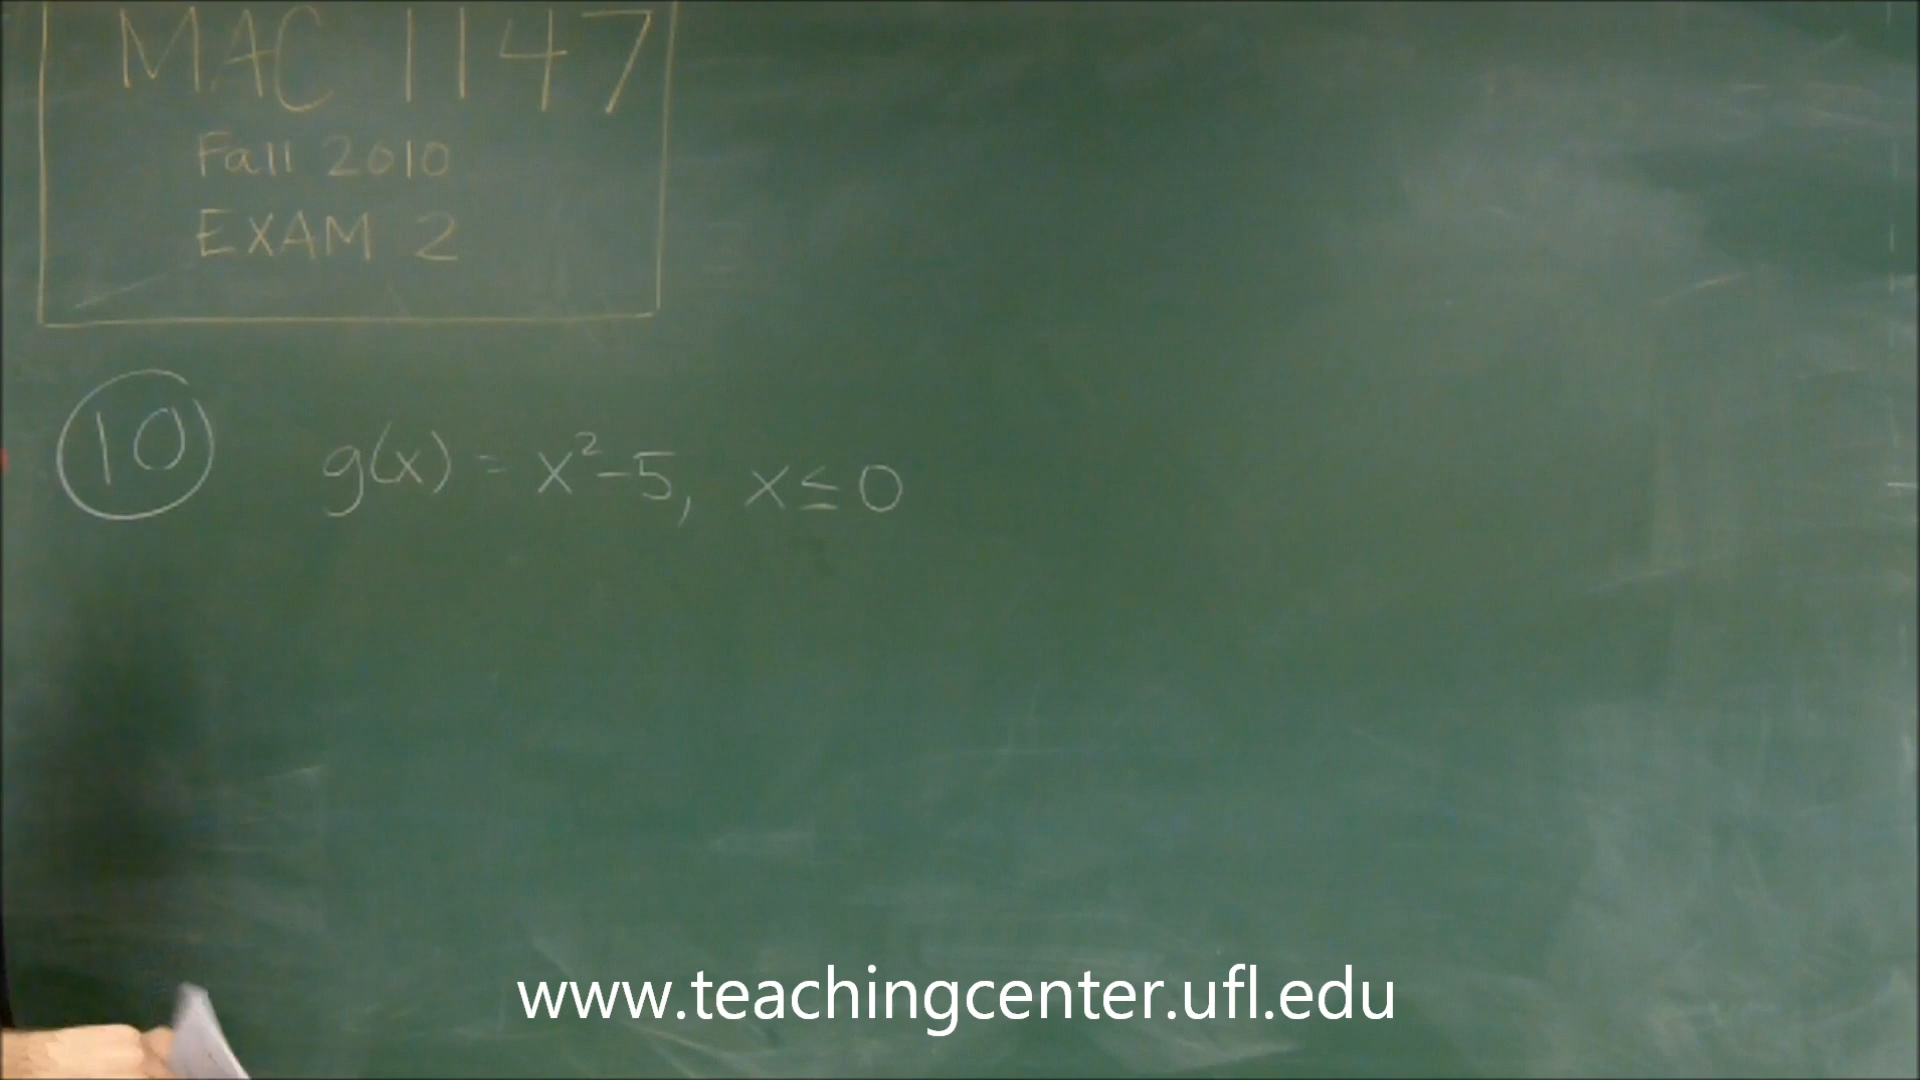 MAC 1147
Fall 2010
EXAM 2
10 g(x) = x²-5, x≤0
www.teachingcenter.ufl.edu